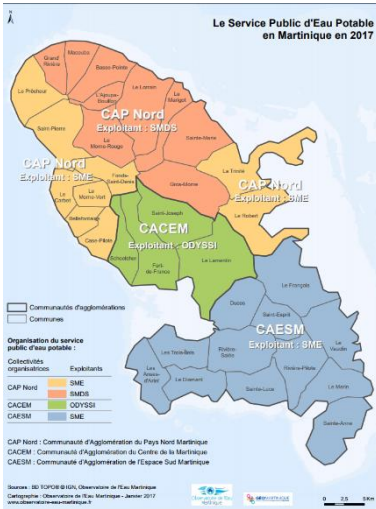 Le Service Public d'Eau Potable
en Martinique en 2017
N
Grand
Rivière
Macouba
Basse-Pointe
Le Lorrain
Le Prêcheur
L'Ajoupa-
Bouillon
Le Marigot
CAP Nord
Exploitant : SMDS
Saint-Pierre
Sainte-Marie
Le Morne-Rouge
CAP Nord
Exploitant : SME
Fonds-
Saint-Denis
La Trinité
Gros-Morne
CAP Nord
Exploitant : SME
Le Carbet
Le Morne-Vert
Saint-Joseph
Le Robert
Bellefontaine
CACEM
Exploitant : ODYSSI
Case-Pilote
Schoelcher
Fort-
de-France
Le Lamentin
Le François
Ducos
Saint-Esprit
CAESM
Exploitant : SME
Le Vauclin
Les Trois-Îlets
Rivière-
Salée
Les
Anses-
d'Arlet
Rivière-Pilote
Le Diamant
Sainte-Luce
Le Marin
Sainte-Anne
Communautés d'agglomérations
Communes
Organisation du service
public d'eau potable :
Collectivités
organisatrices
Exploitants
CAP Nord
SME
SMDS
CACEM
ODYSSI
CAESM
SME
CAP Nord : Communauté d'Agglomération du Pays Nord Martinique
CACEM : Communauté d'Agglomération du Centre de la Martinique
CAESM : Communauté d'Agglomération de l'Espace Sud Martinique
Sources : BD TOPO® © IGN, Observatoire de l'Eau Martinique
Cartographie : Observatoire de l'Eau Martinique - Janvier 2017
www.observatoire-eau-martinique.fr
Observatoire de l'Eau
Martinique
GÉOMARTINIQUE
0 2,5 5 Km